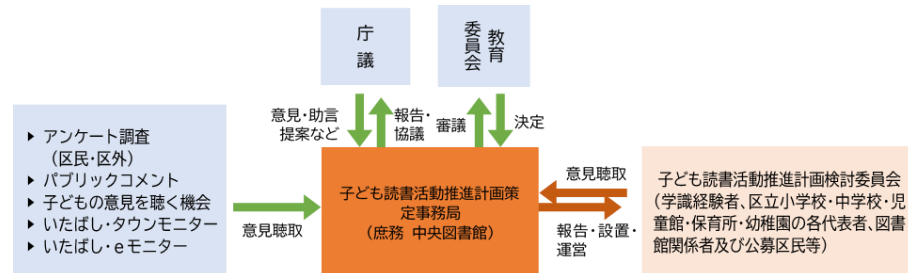 庁議
教育委員会
意見・助言
提案など
報告・
協議
審議
決定
▶ アンケート調査
（区民・区外）
▶ パブリックコメント
▶ 子どもの意見を聴く機会
▶ いたばし・タウンモニター
▶ いたばし・eモニター
意見聴取
子ども読書活動推進計画策
定事務局
（庶務 中央図書館）
意見聴取
報告・設置・
運営
子ども読書活動推進計画検討委員会
（学識経験者、区立小学校・中学校・児
童館・保育所・幼稚園の各代表者、図書
館関係者及び公募区民等）